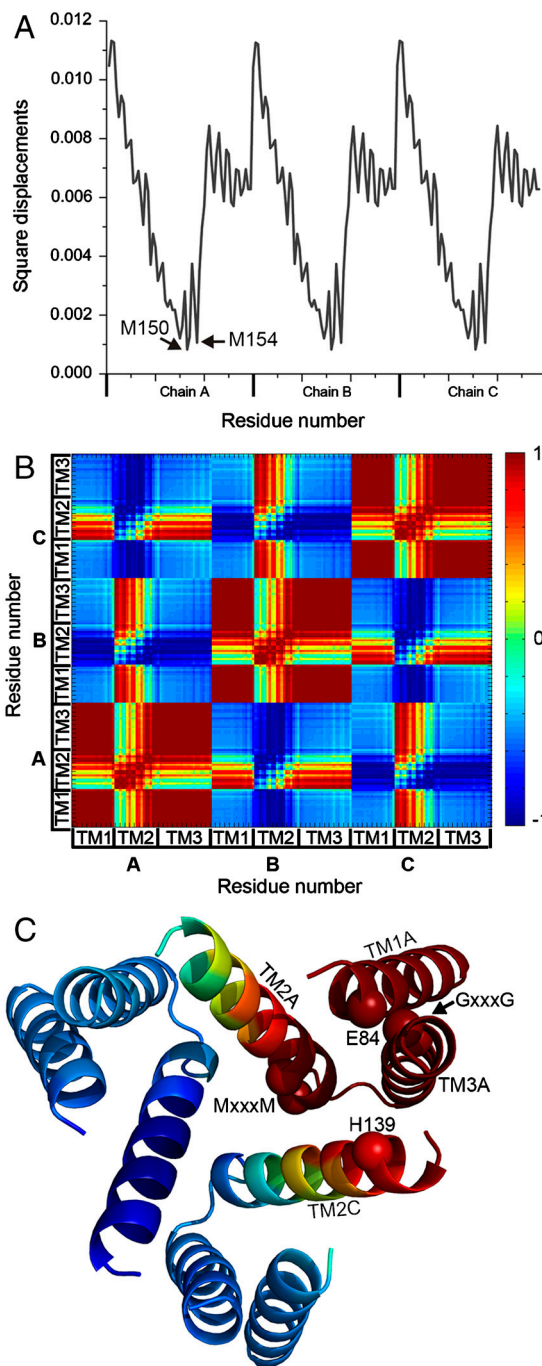 A
0.012
0.010
0.008
0.006
0.004
0.002
0.000
Square displacements
M150
M154
Chain A
Chain B
Chain C
Residue number
B
TM3
TM2
TM1
TM3
TM2
TM1
TM3
TM2
TM1
C
B
A
Residue number
1
0
-1
TM1 TM2 TM3 TM1 TM2 TM3 TM1 TM2 TM3
A B C
Residue number
C
TM2A
TM1A
GxxxG
E84
TM3A
MxxxM
H139
TM2C